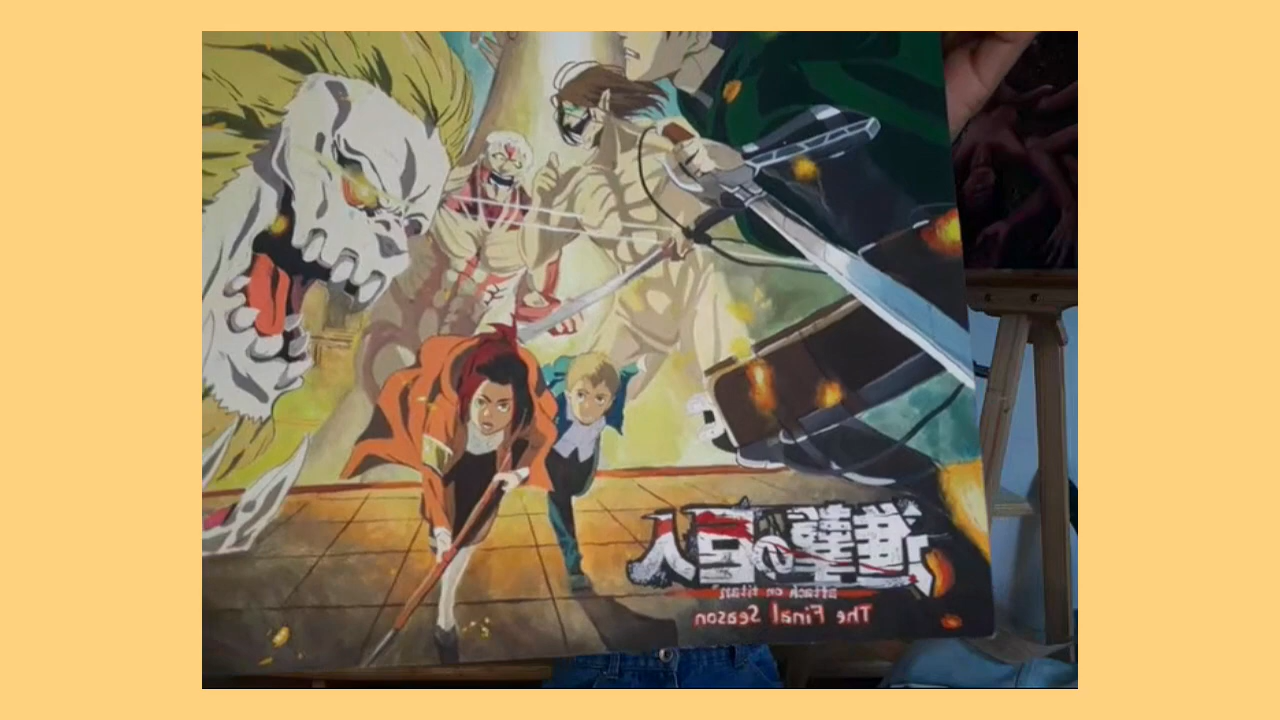 進撃の巨人
attack on titan
The Final Season